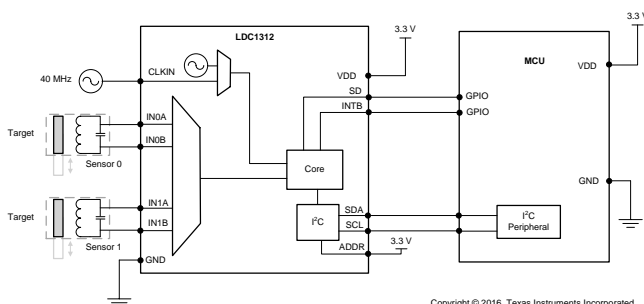 3.3 V
3.3 V
LDC1312
MCU
40 MHz
CLKIN
VDD
VDD
SD
GPIO
INTB
GPIO
Target
IN0A
IN0B
Sensor 0
Core
GND
Target
IN1A
IN1B
Sensor 1
I²C
SDA
SCL
ADDR
3.3 V
I²C
Peripheral
GND
Copyright © 2016, Texas Instruments Incorporated